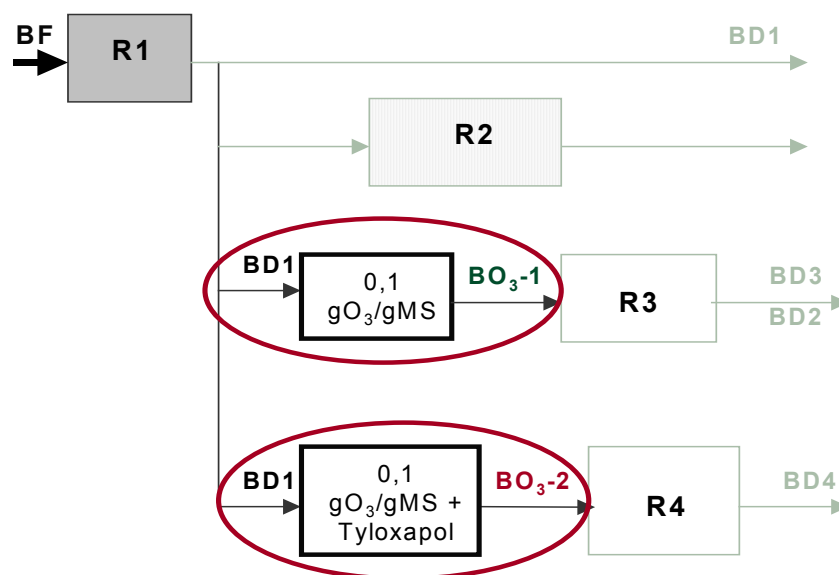 BF
R1
BD1
R2
BD1
0,1
gO₃/gMS
BO₃-1
R3
BD3
BD2
BD1
0,1
gO₃/gMS +
Tyloxapol
BO₃-2
R4
BD4